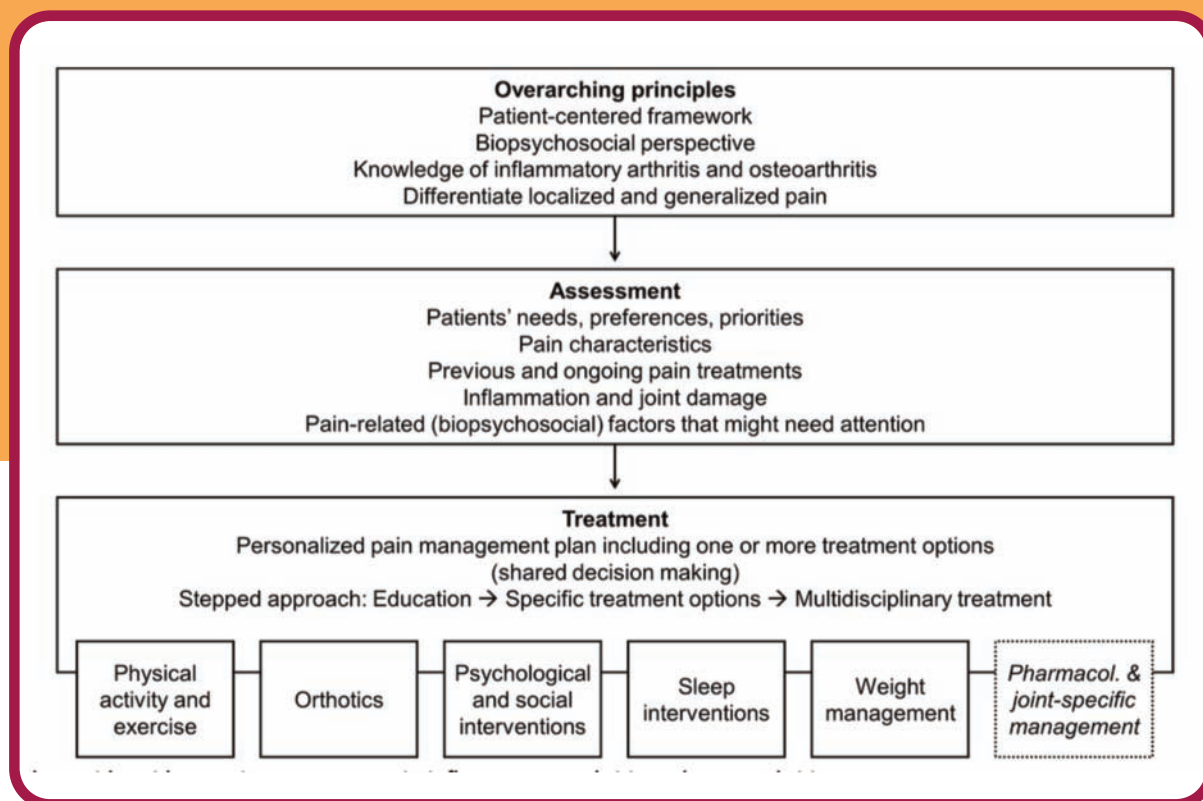 Overarching principles
Patient-centered framework
Biopsychosocial perspective
Knowledge of inflammatory arthritis and osteoarthritis
Differentiate localized and generalized pain
Assessment
Patients' needs, preferences, priorities
Pain characteristics
Previous and ongoing pain treatments
Inflammation and joint damage
Pain-related (biopsychosocial) factors that might need attention
Treatment
Personalized pain management plan including one or more treatment options
(shared decision making)
Stepped approach: Education → Specific treatment options → Multidisciplinary treatment
Physical
activity and
exercise
Orthotics
Psychological
and social
interventions
Sleep
interventions
Weight
management
Pharmacol. &
joint-specific
management